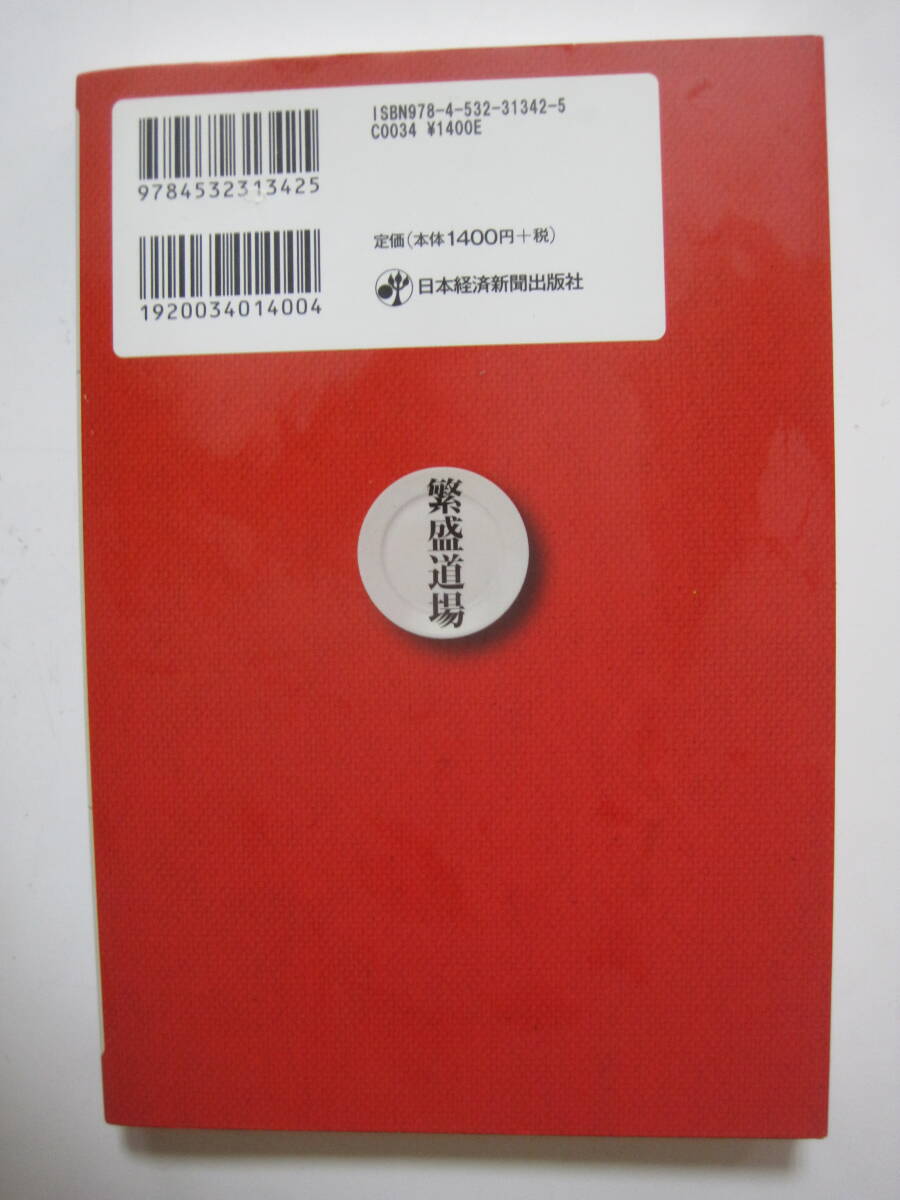 9784532313425
ISBN978-4-532-31342-5
C0034 ¥1400E
1920034014004
定価(本体1400円+税)
日本経済新聞出版社
繁盛道場